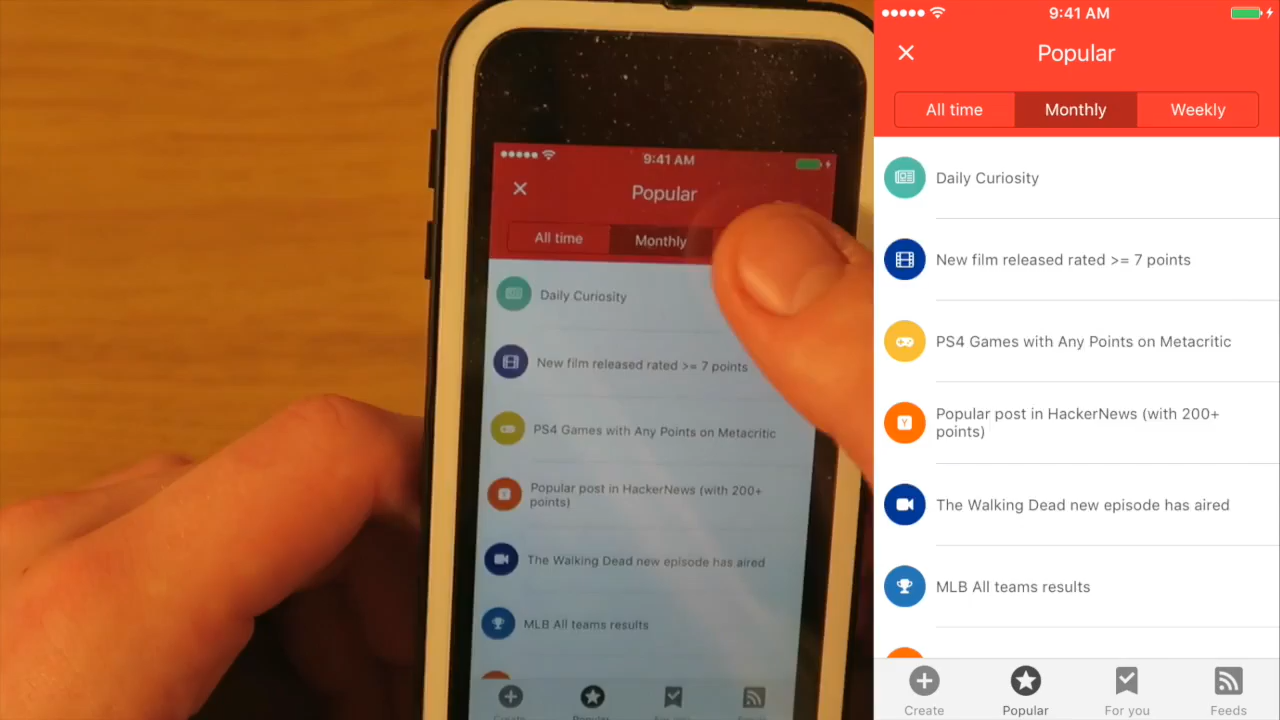 9:41 AM
Popular
All time Monthly
Daily Curiosity
New film released rated >= 7 points
PS4 Games with Any Points on Metacritic
Popular post in HackerNews (with 200+
points)
The Walking Dead new episode has aired
MLB All teams results
Popular
9:41 AM
Popular
All time Monthly Weekly
Daily Curiosity
New film released rated >= 7 points
PS4 Games with Any Points on Metacritic
Popular post in HackerNews (with 200+
points)
Y
The Walking Dead new episode has aired
MLB All teams results
Create Popular For you Feeds